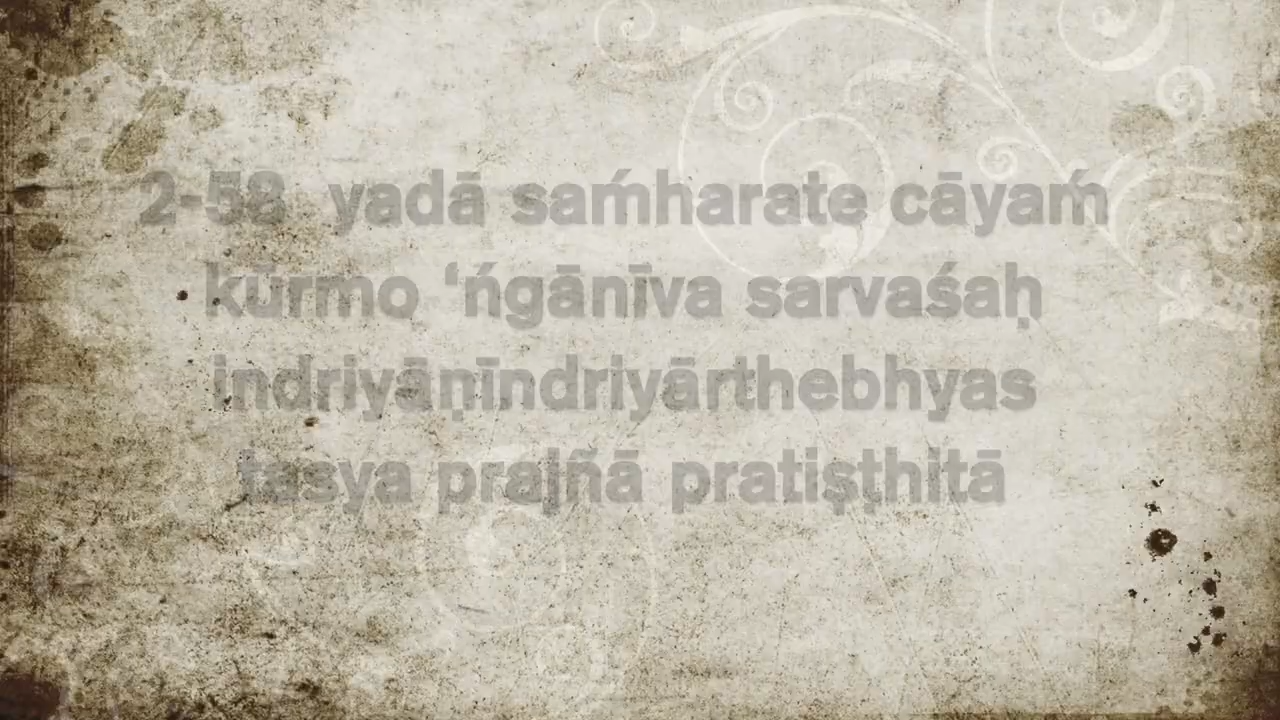 2-58 yadā saḿharate cāyaḿ
kūrmo ‘ńgānīva sarvaśaḥ
indriyāṇīndriyārthebhyas
tasya prajñā pratiṣṭhitā